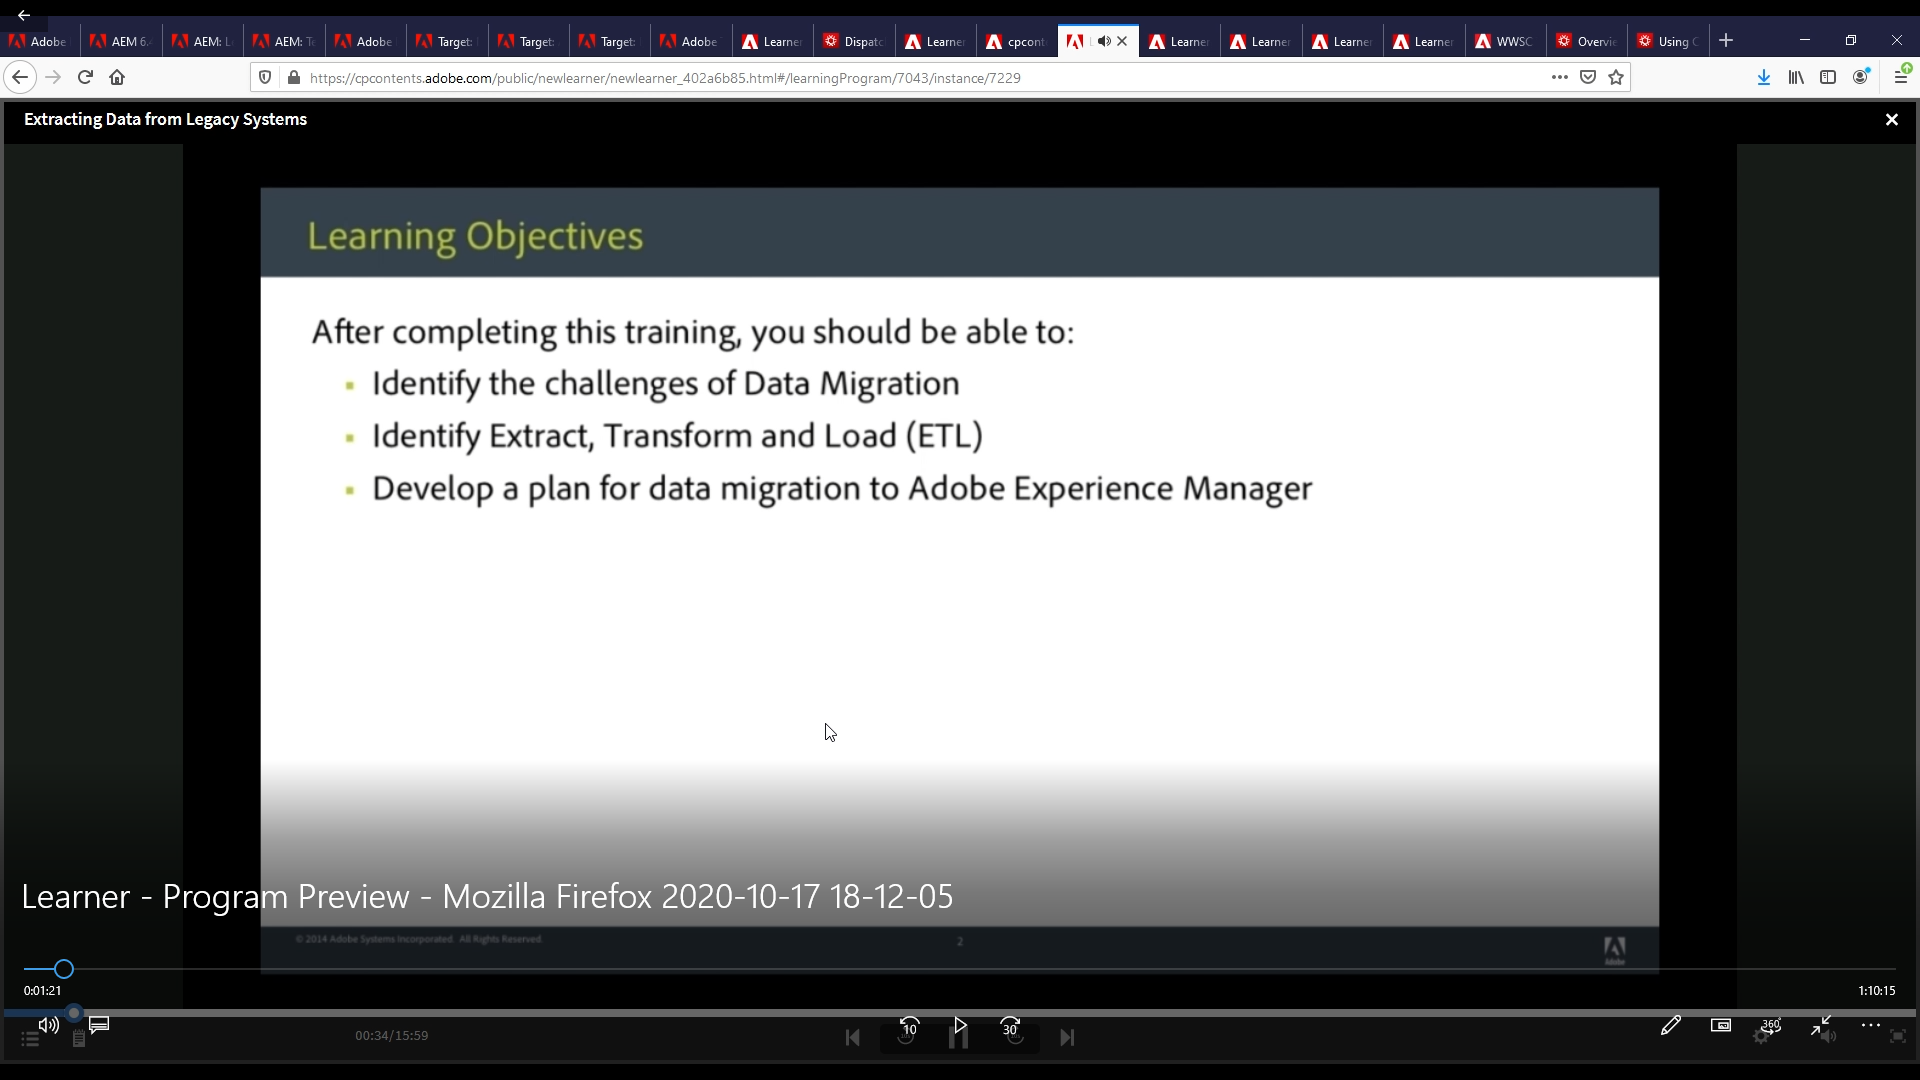 Adobe AEM 6. AEM: L AEM: Te Adobe Target: Target: Target: Adobe Learner Dispatc Learner cpconte Learner Learner Learner Learner WWSC Overvie Using C
https://cpcontents.adobe.com/public/newlearner/newlearner_402a6b85.html#/learningProgram/7043/instance/7229
Extracting Data from Legacy Systems
Learning Objectives
After completing this training, you should be able to:
Identify the challenges of Data Migration
Identify Extract, Transform and Load (ETL)
Develop a plan for data migration to Adobe Experience Manager
Learner - Program Preview - Mozilla Firefox 2020-10-17 18-12-05
© 2014 Adobe Systems Incorporated. All Rights Reserved.
2
Adobe
0:01:21
1:10:15
10 30 360°
00:34/15:59